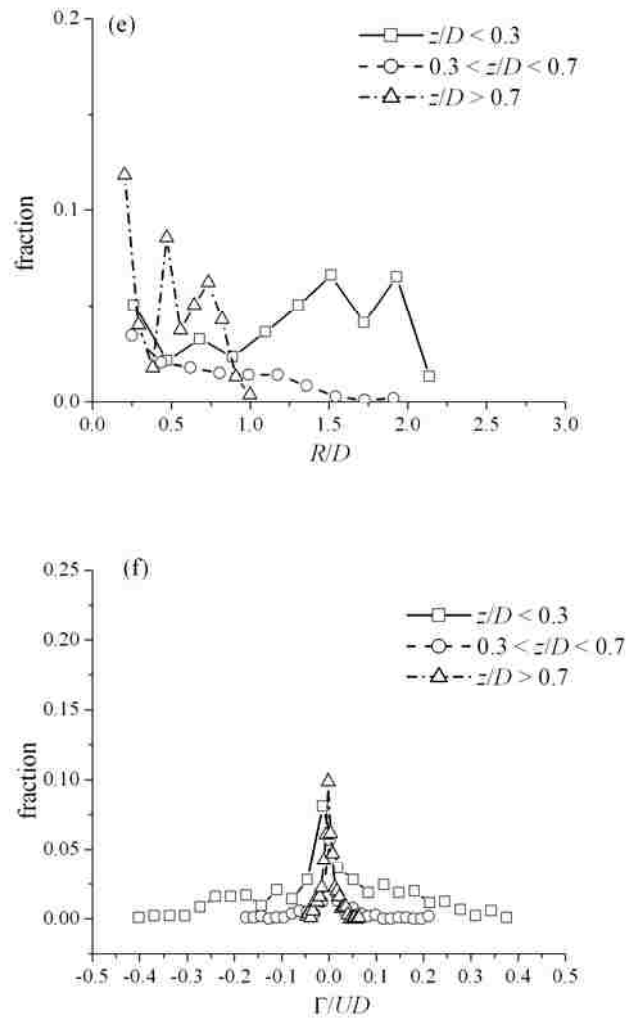 (e)
z/D < 0.3
0.3 < z/D < 0.7
z/D > 0.7
0.2
0.1
0.0
fraction
0.0 0.5 1.0 1.5 2.0 2.5 3.0
R/D
(f)
z/D < 0.3
0.3 < z/D < 0.7
z/D > 0.7
0.25
0.20
0.15
0.10
0.05
0.00
fraction
-0.5 -0.4 -0.3 -0.2 -0.1 0.0 0.1 0.2 0.3 0.4 0.5
Γ/UD